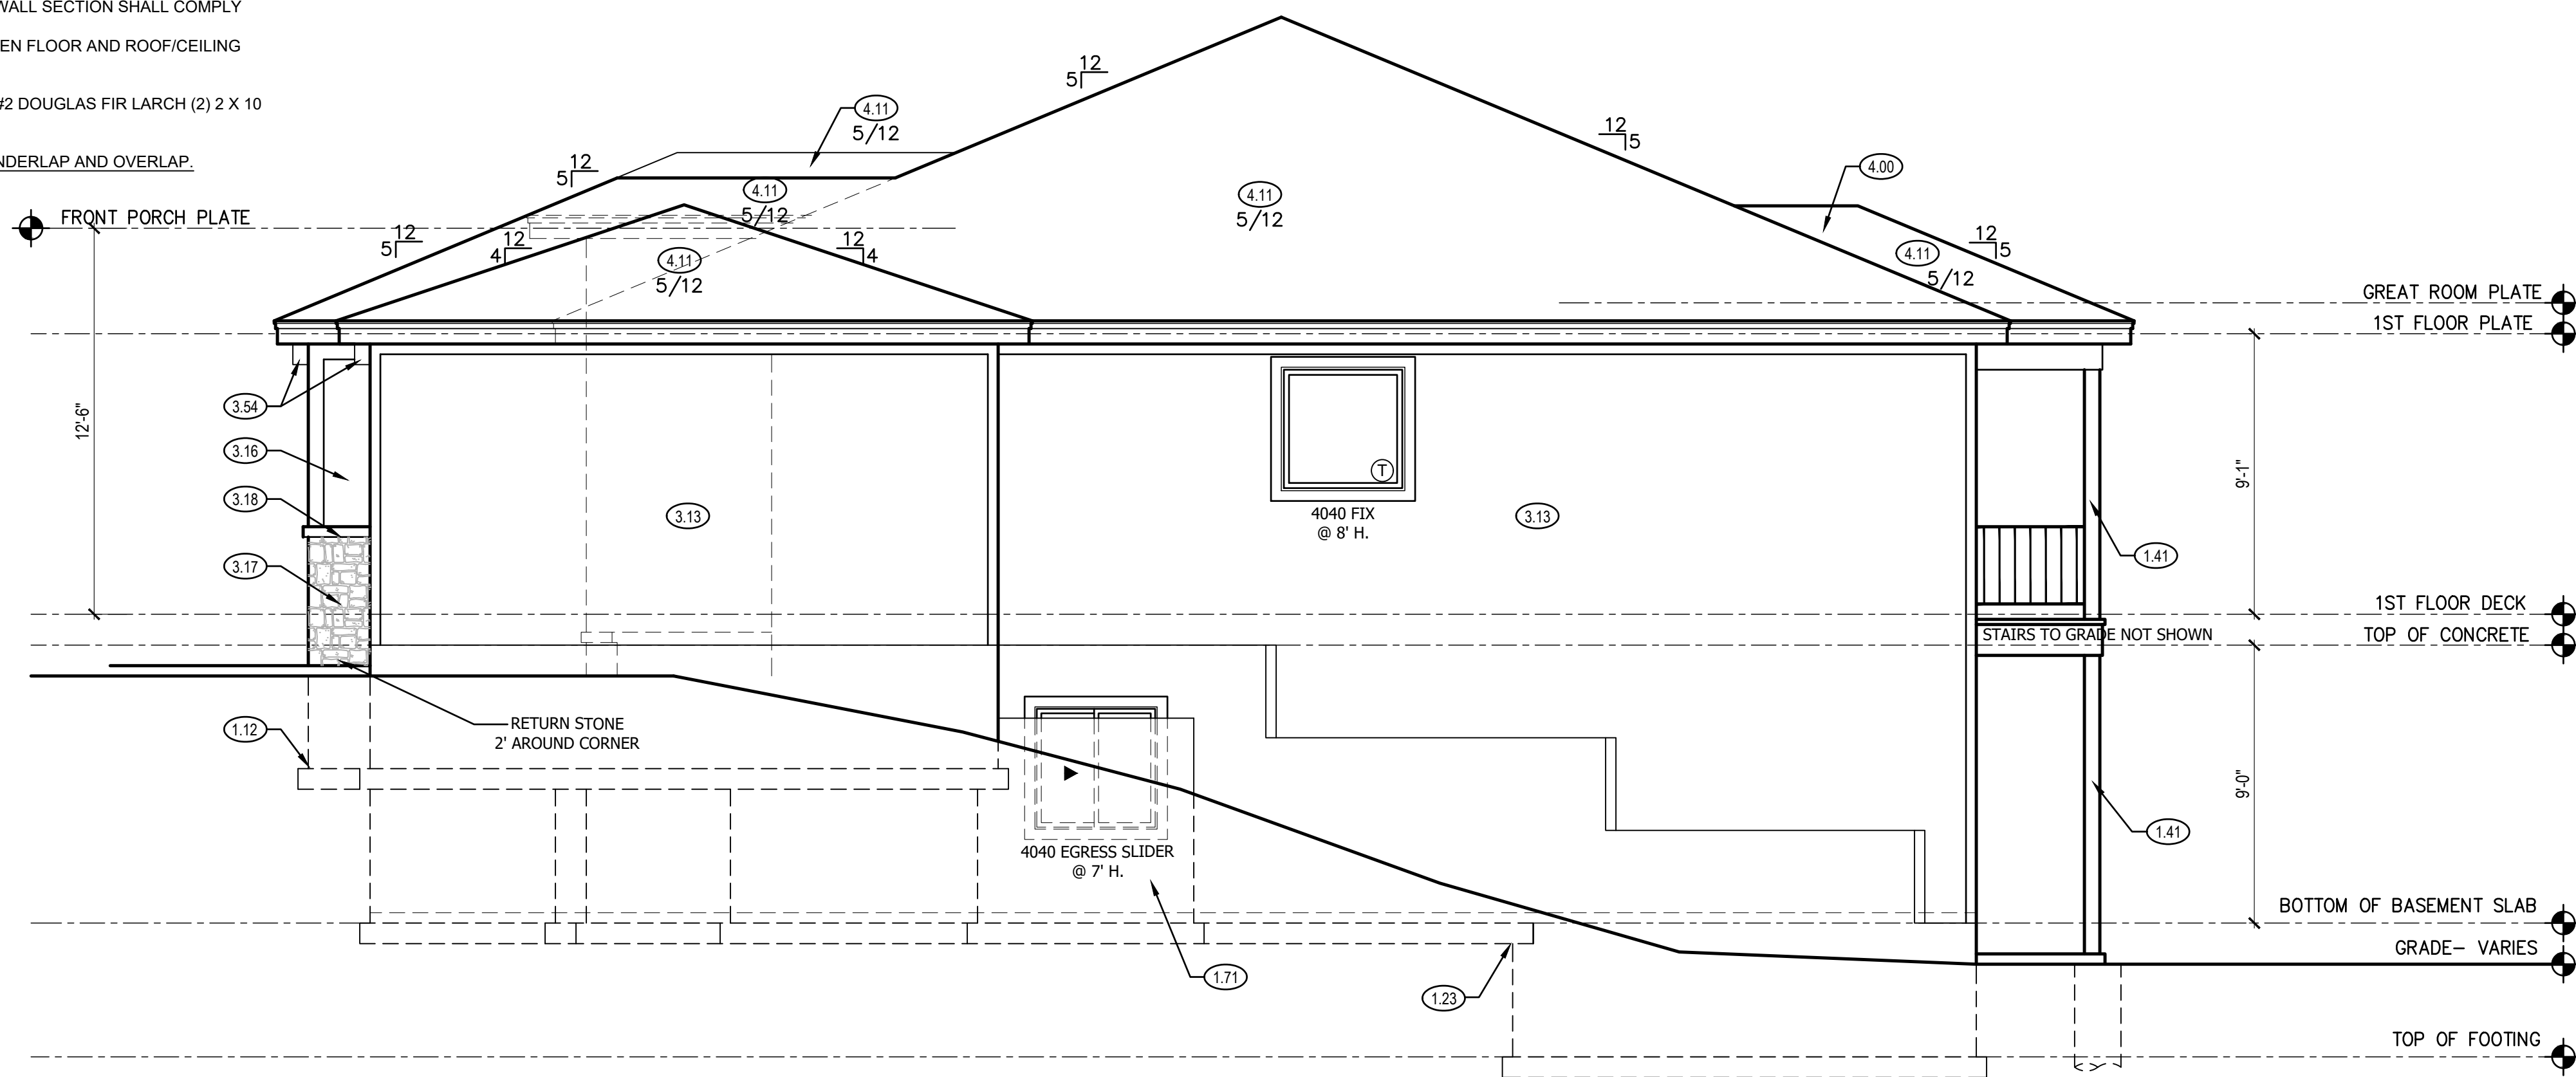 WALL SECTION SHALL COMPLY
EN FLOOR AND ROOF/CEILING
#2 DOUGLAS FIR LARCH (2) 2 X 10
NDERLAP AND OVERLAP.
12
5
4.11
5/12
12
5
12
5
4.00
4.11
5/12
4.11
5/12
FRONT PORCH PLATE
12
5
12
4
12
4
4.11
5/12
12
5
4.11
5/12
GREAT ROOM PLATE
1ST FLOOR PLATE
12'-6"
3.54
3.16
3.18
3.17
3.13
T
4040 FIX
@ 8' H.
3.13
9'-1"
1.41
1ST FLOOR DECK
STAIRS TO GRADE NOT SHOWN
TOP OF CONCRETE
RETURN STONE
2' AROUND CORNER
1.12
4040 EGRESS SLIDER
@ 7' H.
9'-0"
1.41
BOTTOM OF BASEMENT SLAB
GRADE- VARIES
1.71
1.23
TOP OF FOOTING